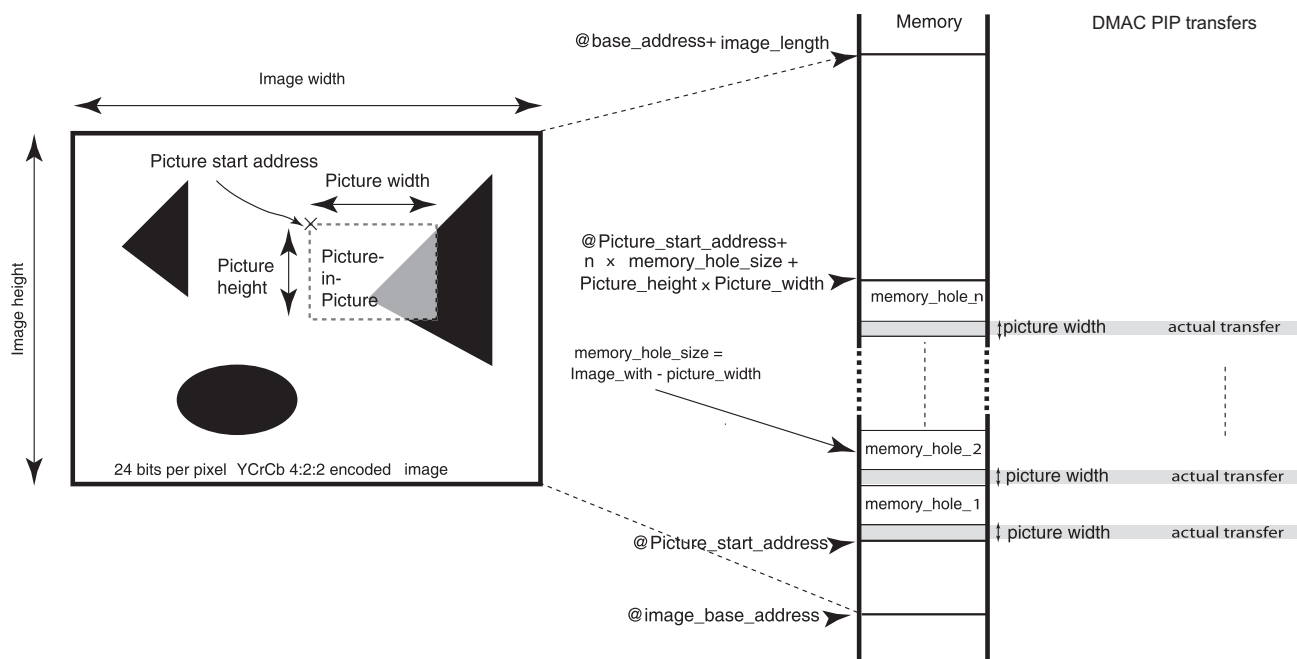 Memory
DMAC PIP transfers
@base_address+ image_length
Image width
Image height
Picture start address
Picture width
Picture
height
Picture-
in-
Picture
24 bits per pixel YCrCb 4:2:2 encoded image
@Picture_start_address+
n x memory_hole_size +
Picture_height x Picture_width
memory_hole_n
picture width
actual transfer
memory_hole_size =
Image_with - picture_width
memory_hole_2
picture width
actual transfer
memory_hole_1
picture width
actual transfer
@Picture_start_address
@image_base_address